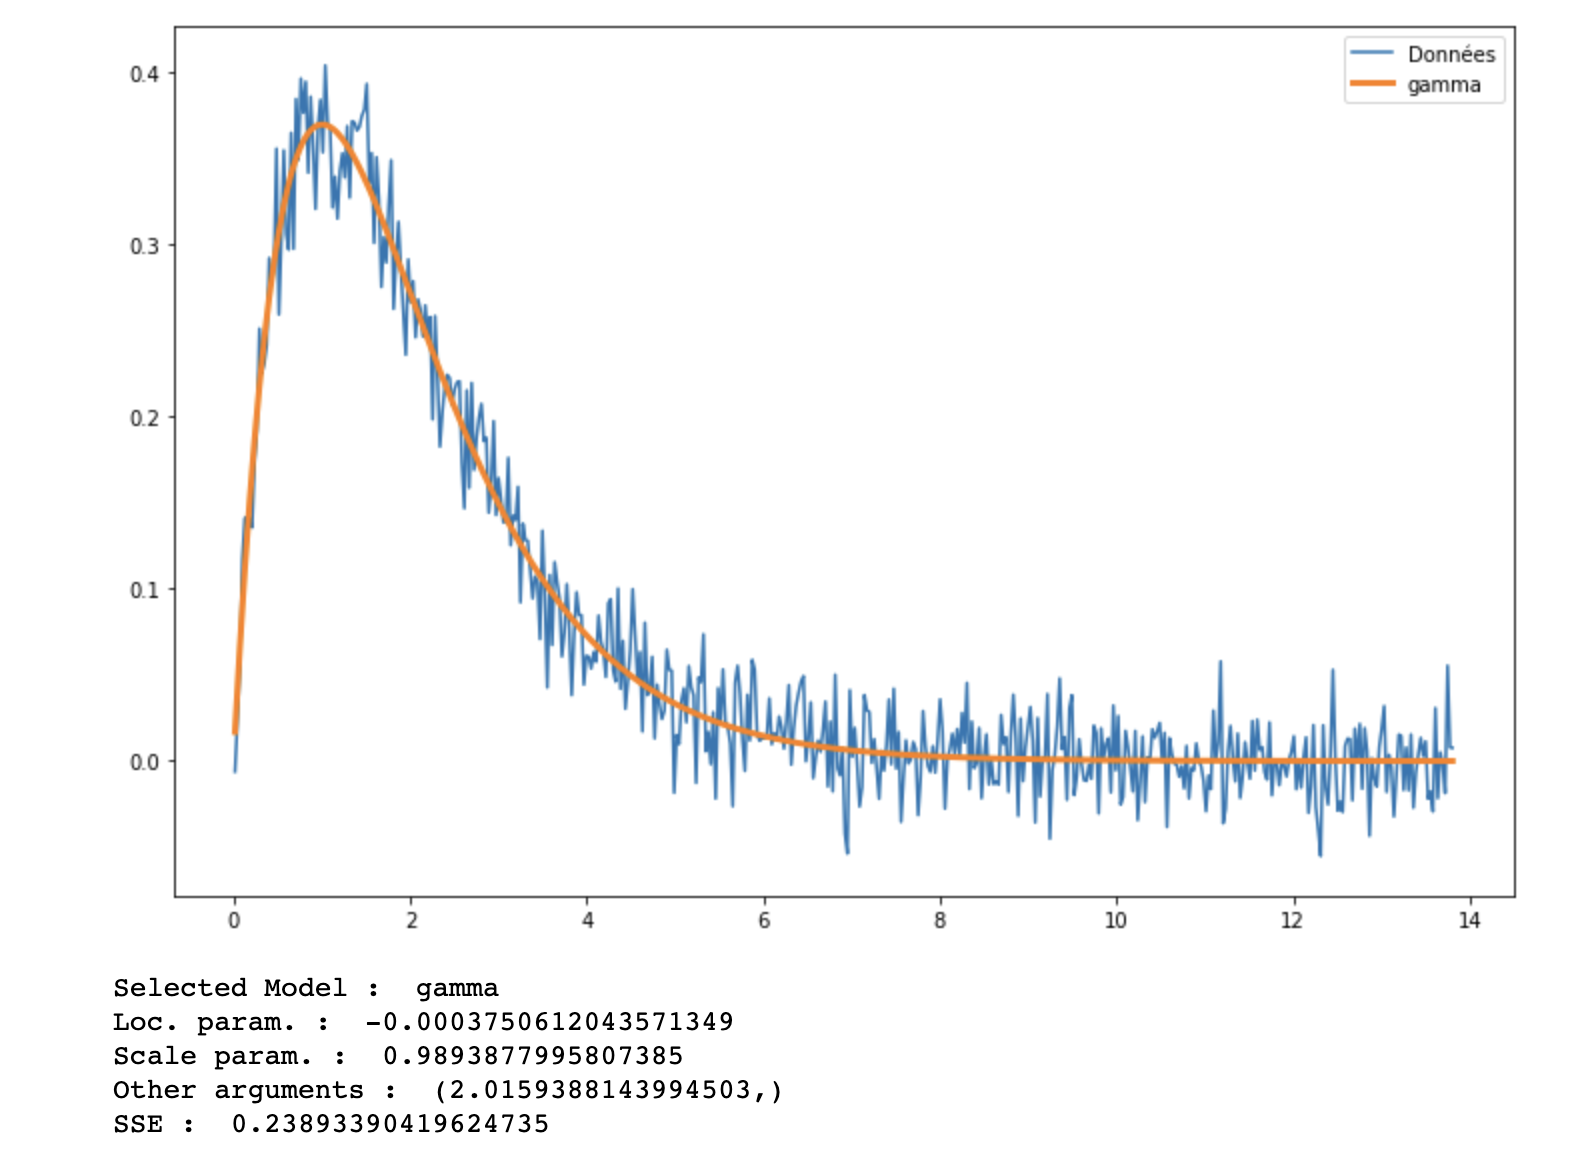 Données
gamma
0.4
0.3
0.2
0.1
0.0
0 2 4 6 8 10 12 14
Selected Model :  gamma
Loc. param. :  -0.0003750612043571349
Scale param. :  0.9893877995807385
Other arguments :  (2.0159388143994503,)
SSE :  0.23893390419624735